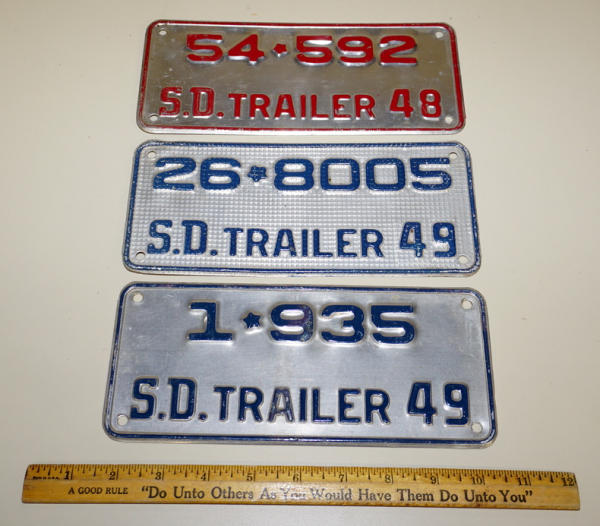 54★592
S.D. TRAILER 48
26★8005
S.D. TRAILER 49
1★935
S.D. TRAILER 49
1 2 3 4 5 6 7 8 9 10 11 12
A GOOD RULE "Do Unto Others As You Would Have Them Do Unto You"